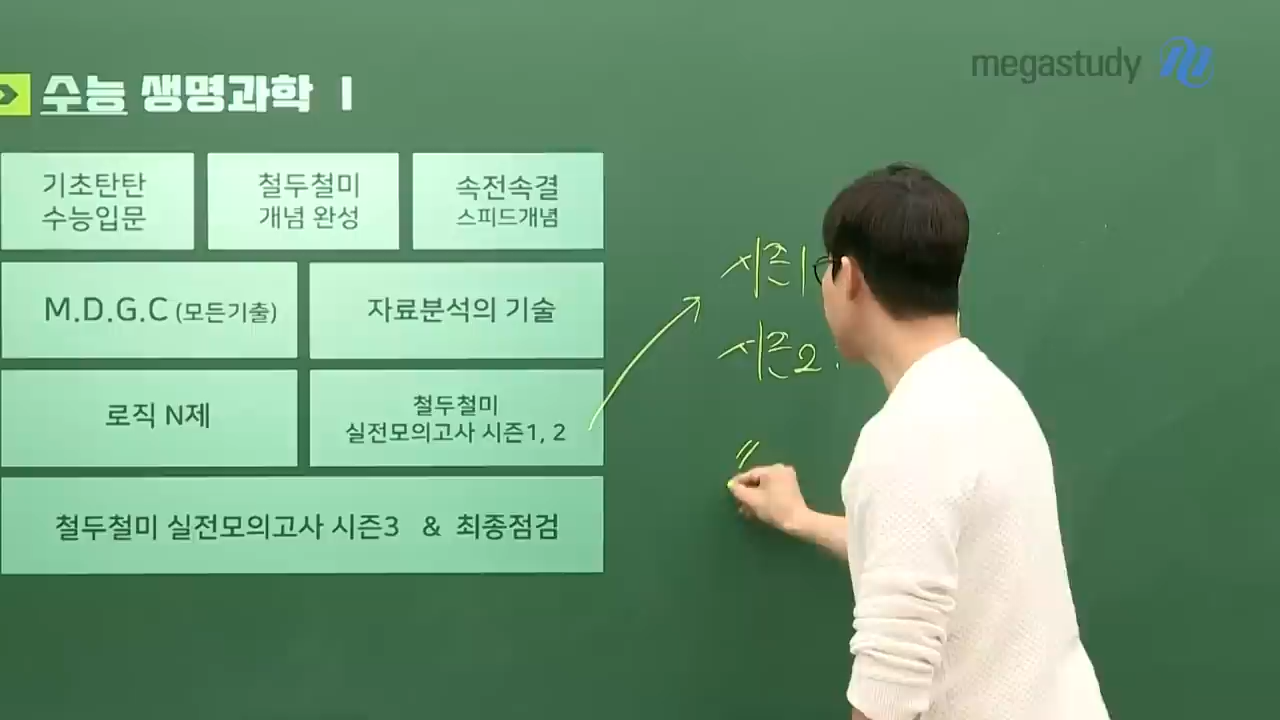 megastudy
수능 생명과학 I
기초탄탄
수능입문
철두철미
개념 완성
속전속결
스피드개념
M.D.G.C (모든기출)
자료분석의 기술
로직 N제
철두철미
실전모의고사 시즌1, 2
철두철미 실전모의고사 시즌3 & 최종점검
시즌1
시즌2
〃